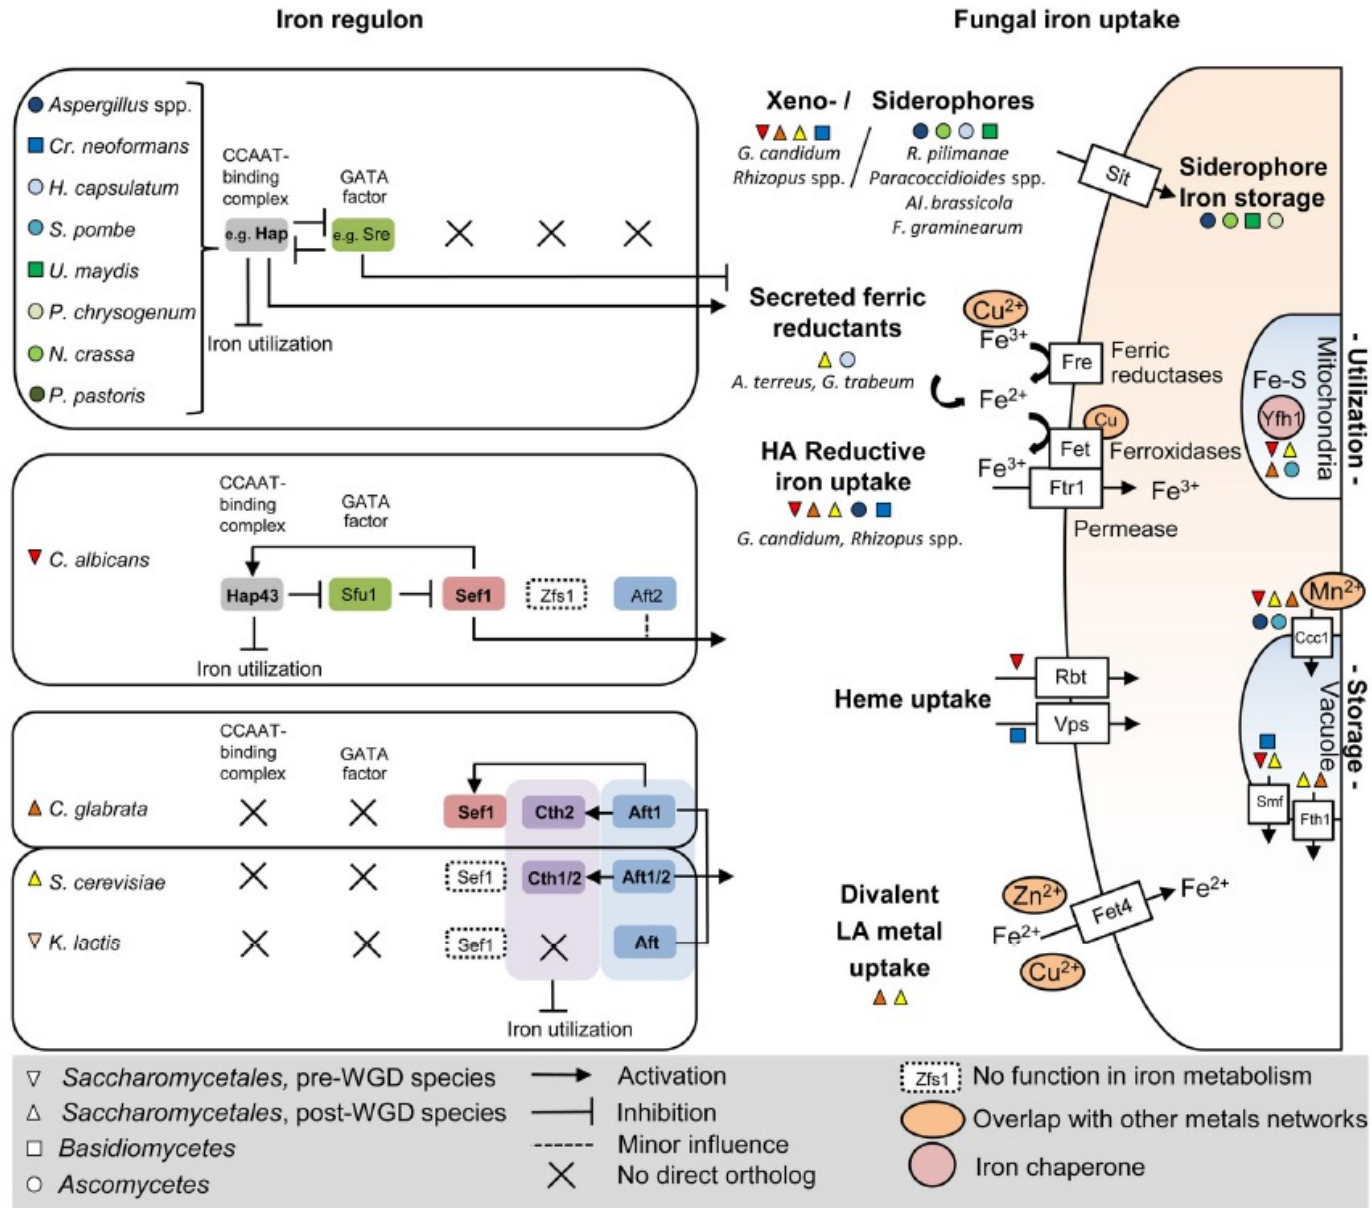 Iron regulon
Fungal iron uptake
Aspergillus spp.
Cr. neoformans
H. capsulatum
S. pombe
U. maydis
P. chrysogenum
N. crassa
P. pastoris
CCAAT-
binding
complex
GATA
factor
e.g. Hap
e.g. Sre
Iron utilization
C. albicans
CCAAT-
binding
complex
GATA
factor
Hap43
Sfu1
Sef1
Zfs1
Aft2
Iron utilization
CCAAT-
binding
complex
GATA
factor
C. glabrata
Sef1
Cth2
Aft1
S. cerevisiae
Sef1
Cth1/2
Aft1/2
K. lactis
Sef1
Aft
Iron utilization
Xeno- /
Siderophores
G. candidum
Rhizopus spp.
R. pilimanae
Paracoccidioides spp.
Al. brassicola
F. graminearum
Sit
Siderophore
Iron storage
Secreted ferric
reductants
A. terreus, G. trabeum
Cu2+
Fe3+
Fre
Ferric
reductases
Fe2+
Cu
Fet
Ferroxidases
HA Reductive
iron uptake
G. candidum, Rhizopus spp.
Fe3+
Ftr1
Fe3+
Permease
Fe-S
Yfh1
Mitochondria
- Utilization -
Heme uptake
Rbt
Vps
Mn2+
Ccc1
Vacuole
- Storage -
Smf
Fth1
Divalent
LA metal
uptake
Zn2+
Fe2+
Cu2+
Fet4
Fe2+
Saccharomycetales, pre-WGD species
Saccharomycetales, post-WGD species
Basidiomycetes
Ascomycetes
Activation
Inhibition
Minor influence
No direct ortholog
Zfs1
No function in iron metabolism
Overlap with other metals networks
Iron chaperone